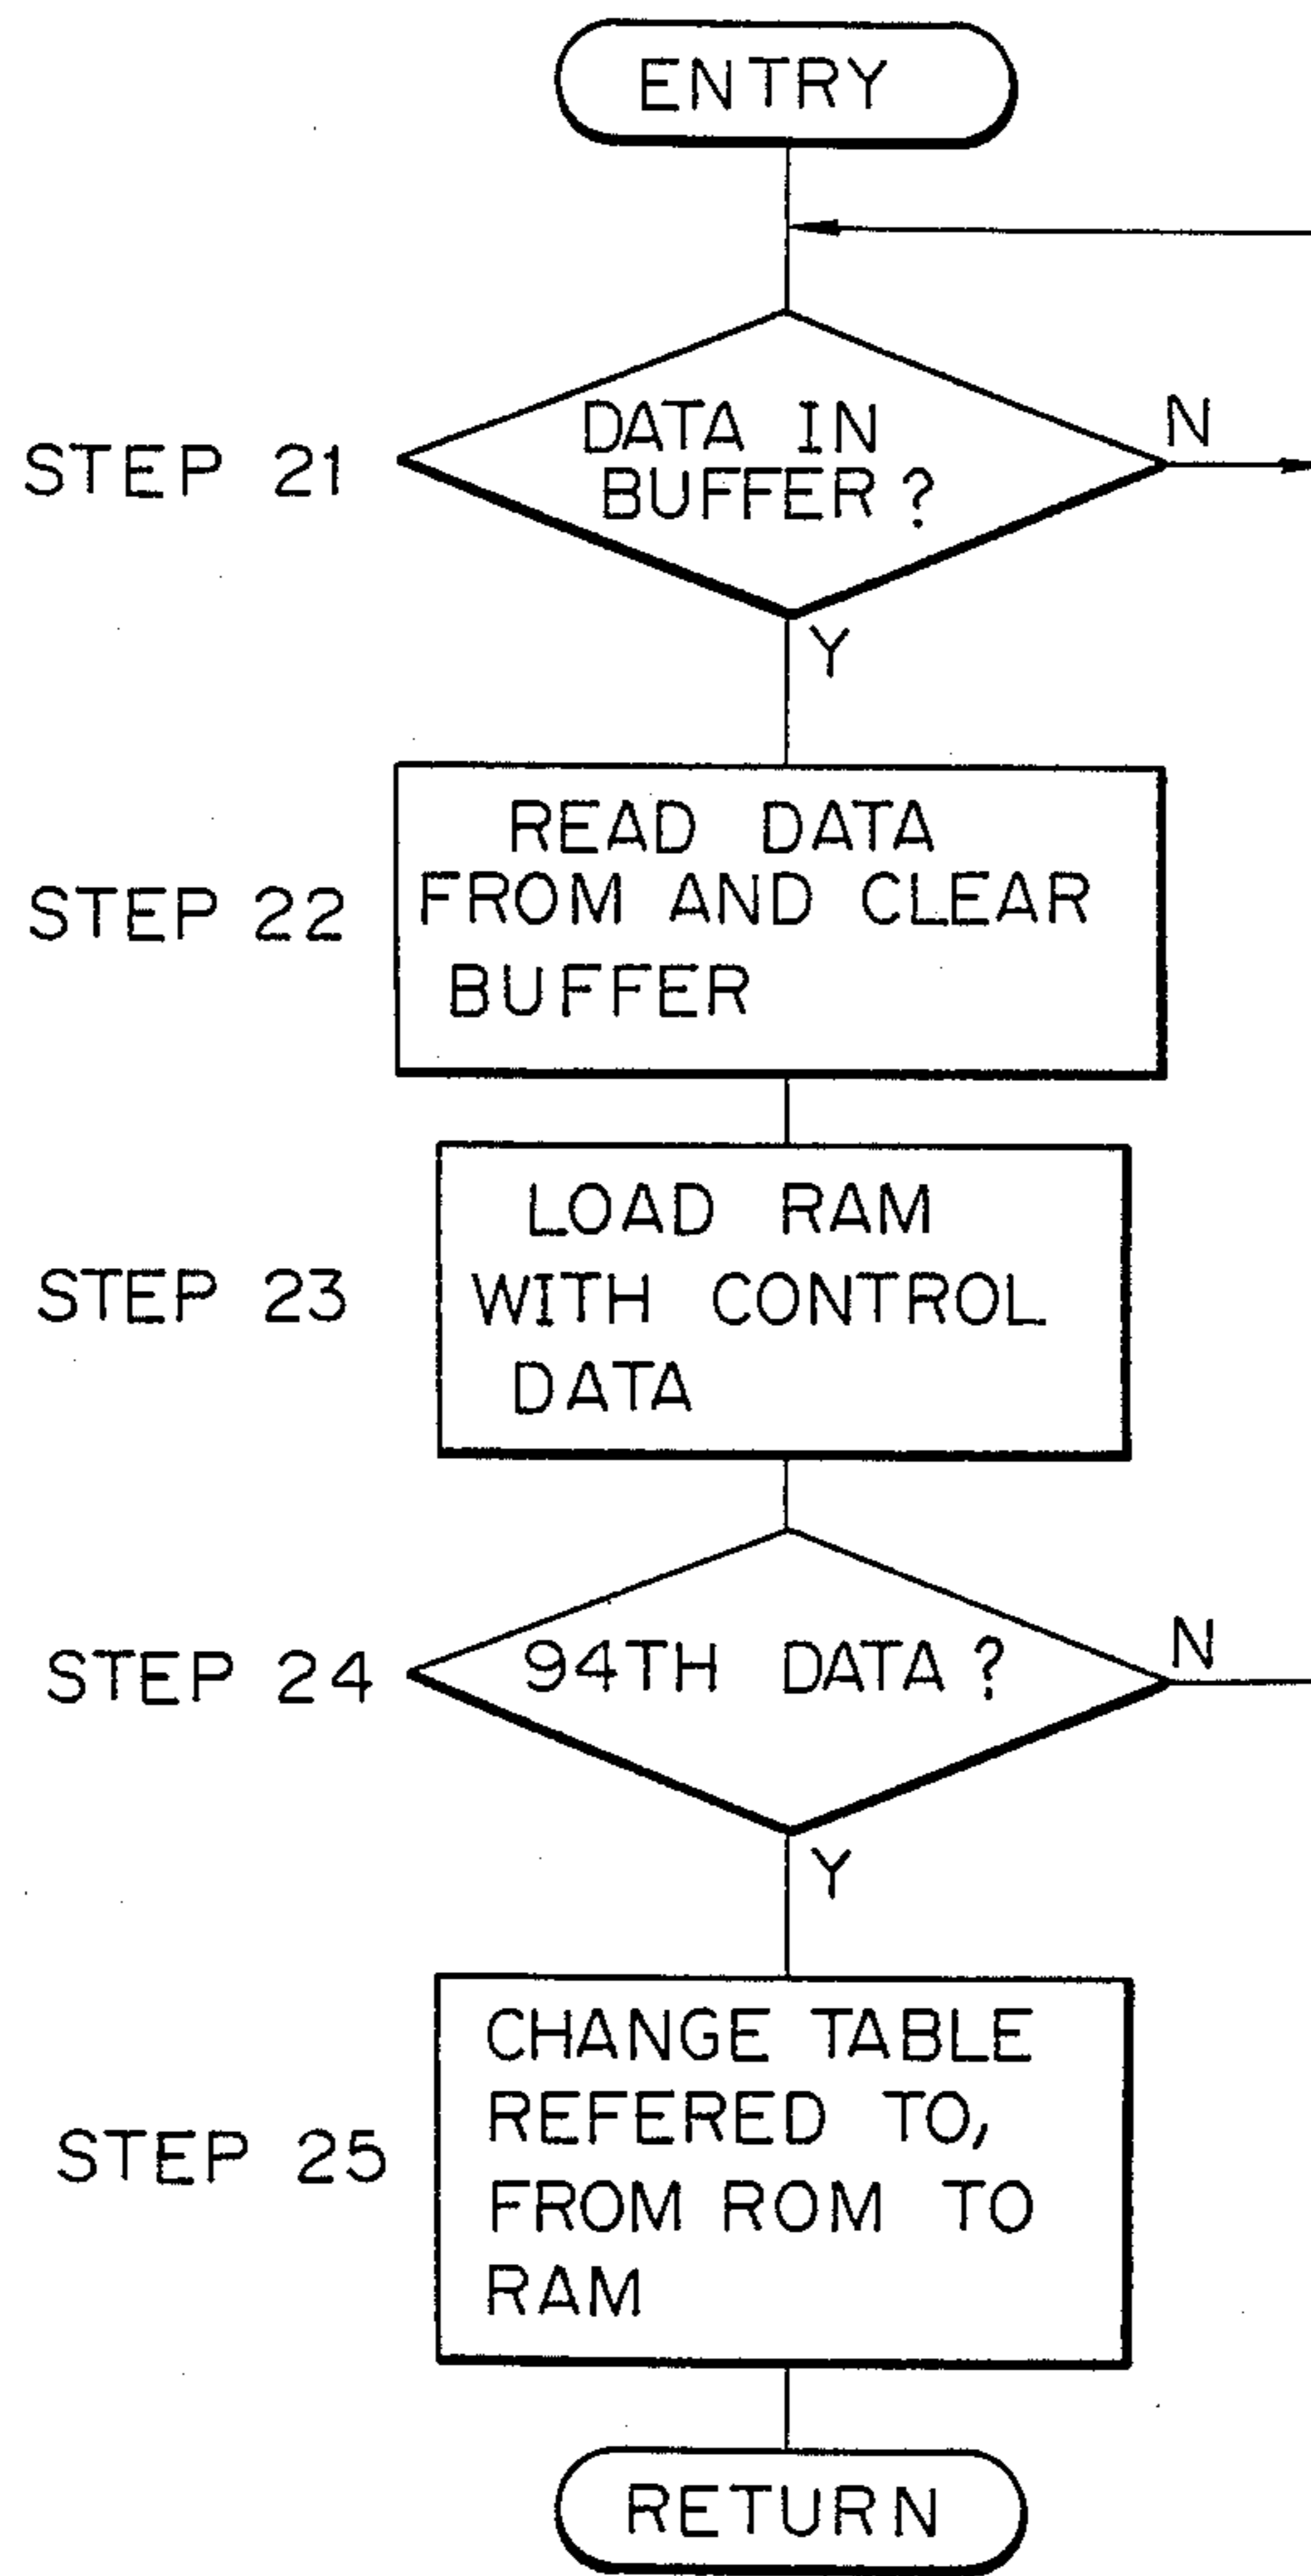 ENTRY
STEP 21
DATA IN
BUFFER?
N
Y
STEP 22
READ DATA
FROM AND CLEAR
BUFFER
STEP 23
LOAD RAM
WITH CONTROL
DATA
STEP 24
94TH DATA?
N
Y
STEP 25
CHANGE TABLE
REFERED TO,
FROM ROM TO
RAM
RETURN